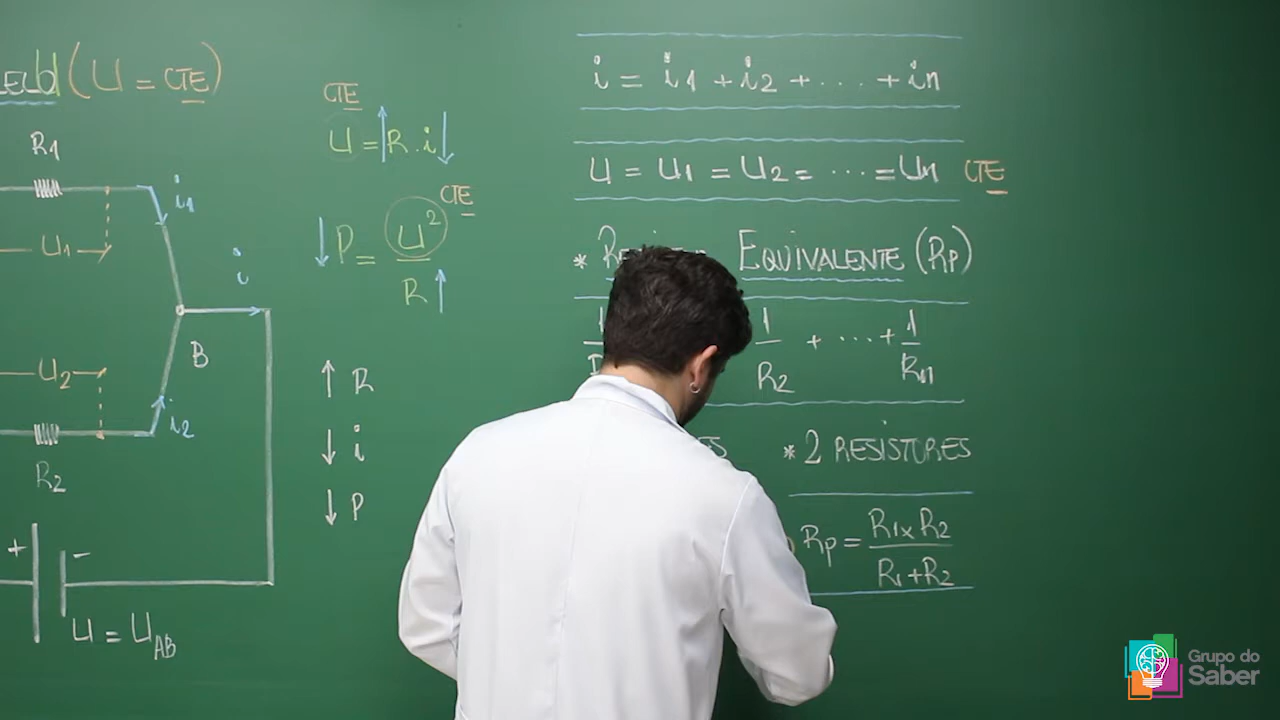 (U = CTE)
R1
i1
U1
i
U2
B
i2
R2
+ -
U = UAB
CTE
U = R.i
CTE
P = U²/R
↑ R
↓ i
↓ P
i = i1 + i2 + .... + in
U = U1 = U2 = ... = Un CTE
* EQUIVALENTE (RP)
1/R2 + ... + 1/Rn
* 2 RESISTORES
RP = R1 x R2 / R1 + R2
Grupo do
Saber